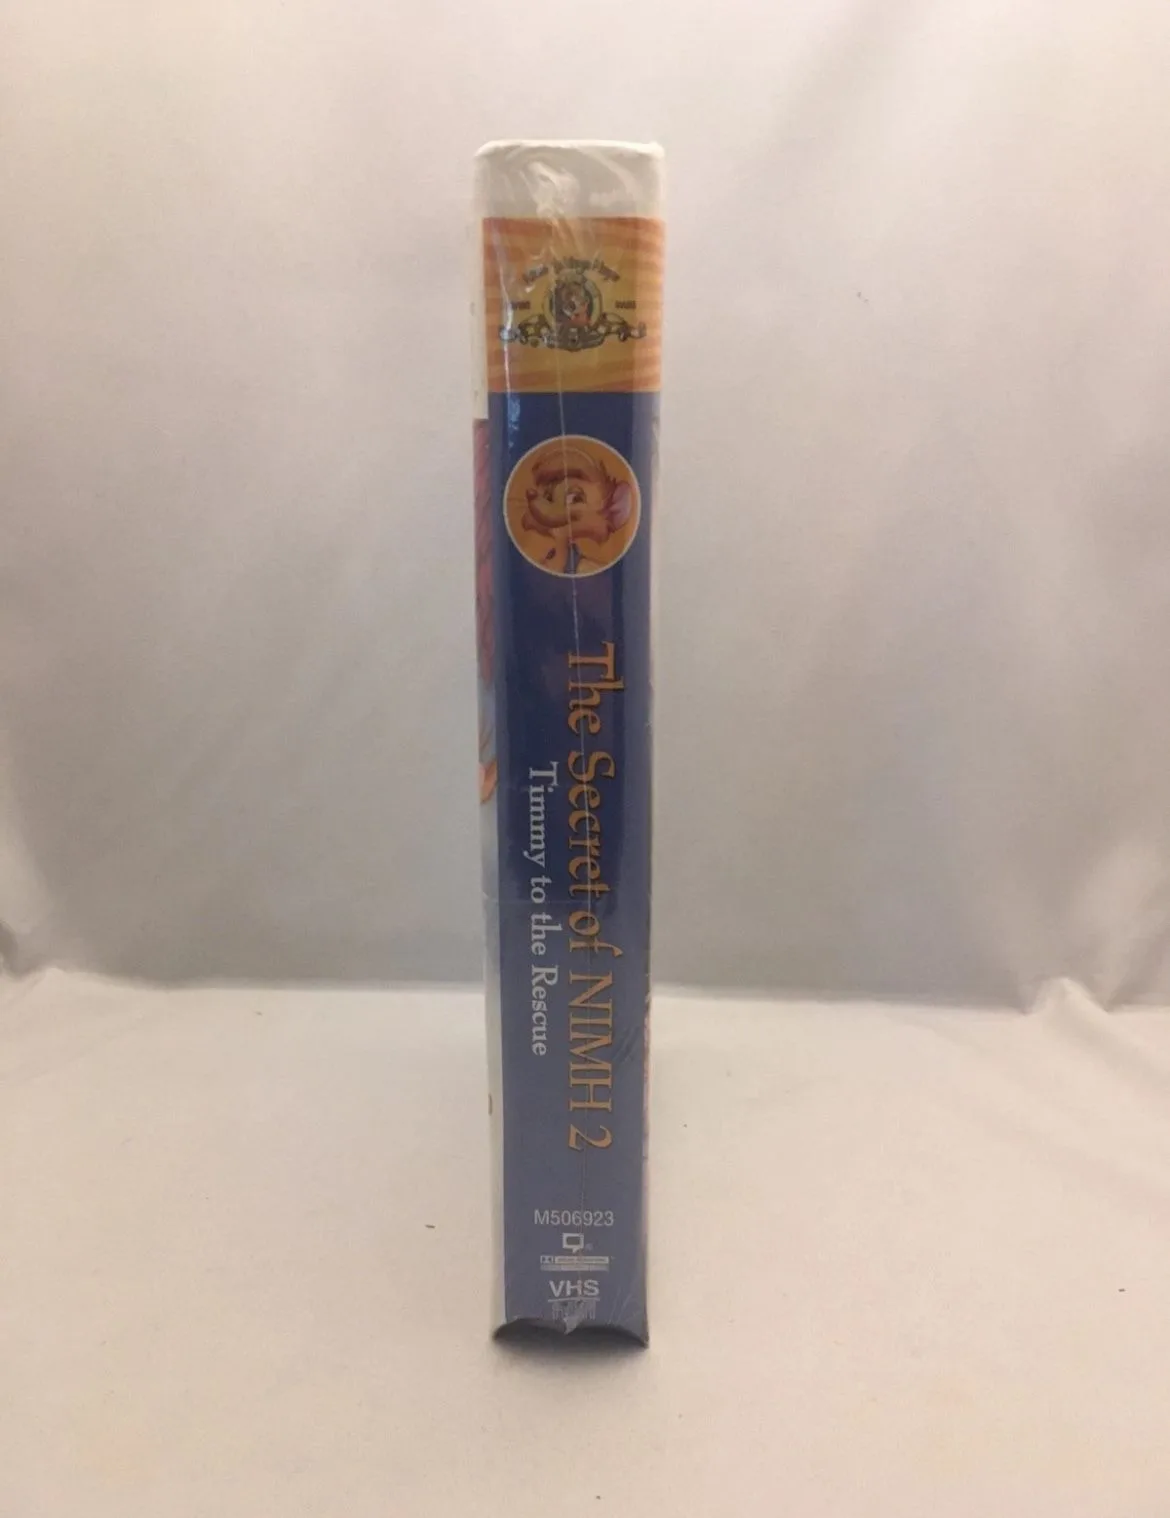 The Secret of NIMH 2
Timmy to the Rescue
M506923
VHS